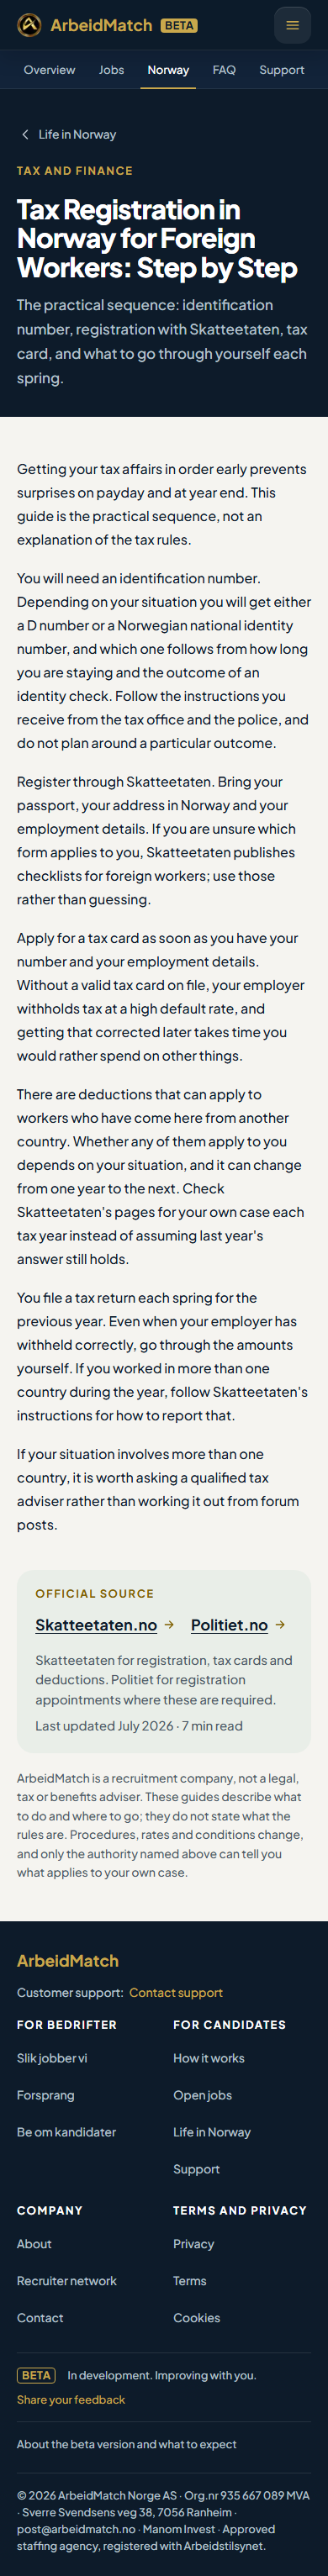 ArbeidMatch BETA
Overview Jobs Norway FAQ Support
Life in Norway
TAX AND FINANCE
Tax Registration in
Norway for Foreign
Workers: Step by Step
The practical sequence: identification
number, registration with Skatteetaten, tax
card, and what to go through yourself each
spring.
Getting your tax affairs in order early prevents
surprises on payday and at year end. This
guide is the practical sequence, not an
explanation of the tax rules.
You will need an identification number.
Depending on your situation you will get either
a D number or a Norwegian national identity
number, and which one follows from how long
you are staying and the outcome of an
identity check. Follow the instructions you
receive from the tax office and the police, and
do not plan around a particular outcome.
Register through Skatteetaten. Bring your
passport, your address in Norway and your
employment details. If you are unsure which
form applies to you, Skatteetaten publishes
checklists for foreign workers; use those
rather than guessing.
Apply for a tax card as soon as you have your
number and your employment details.
Without a valid tax card on file, your employer
withholds tax at a high default rate, and
getting that corrected later takes time you
would rather spend on other things.
There are deductions that can apply to
workers who have come here from another
country. Whether any of them apply to you
depends on your situation, and it can change
from one year to the next. Check
Skatteetaten's pages for your own case each
tax year instead of assuming last year's
answer still holds.
You file a tax return each spring for the
previous year. Even when your employer has
withheld correctly, go through the amounts
yourself. If you worked in more than one
country during the year, follow Skatteetaten's
instructions for how to report that.
If your situation involves more than one
country, it is worth asking a qualified tax
adviser rather than working it out from forum
posts.
OFFICIAL SOURCE
Skatteetaten.no → Politiet.no →
Skatteetaten for registration, tax cards and
deductions. Politiet for registration
appointments where these are required.
Last updated July 2026 · 7 min read
ArbeidMatch is a recruitment company, not a legal,
tax or benefits adviser. These guides describe what
to do and where to go; they do not state what the
rules are. Procedures, rates and conditions change,
and only the authority named above can tell you
what applies to your own case.
ArbeidMatch
Customer support: Contact support
FOR BEDRIFTER
Slik jobber vi
Forsprang
Be om kandidater
FOR CANDIDATES
How it works
Open jobs
Life in Norway
Support
COMPANY
About
Recruiter network
Contact
TERMS AND PRIVACY
Privacy
Terms
Cookies
BETA In development. Improving with you.
Share your feedback
About the beta version and what to expect
© 2026 ArbeidMatch Norge AS · Org.nr 935 667 089 MVA
· Sverre Svendsens veg 38, 7056 Ranheim ·
post@arbeidmatch.no · Manom Invest · Approved
staffing agency, registered with Arbeidstilsynet.